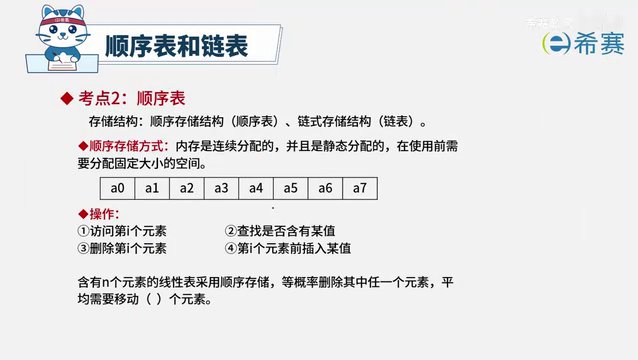 顺序表和链表
希赛
◆ 考点2：顺序表
存储结构：顺序存储结构（顺序表）、链式存储结构（链表）。
◆顺序存储方式：内存是连续分配的，并且是静态分配的，在使用前需
要分配固定大小的空间。
a0 a1 a2 a3 a4 a5 a6 a7
◆操作：
①访问第i个元素 ②查找是否含有某值
③删除第i个元素 ④第i个元素前插入某值
含有n个元素的线性表采用顺序存储，等概率删除其中任一个元素，平
均需要移动（ ）个元素。